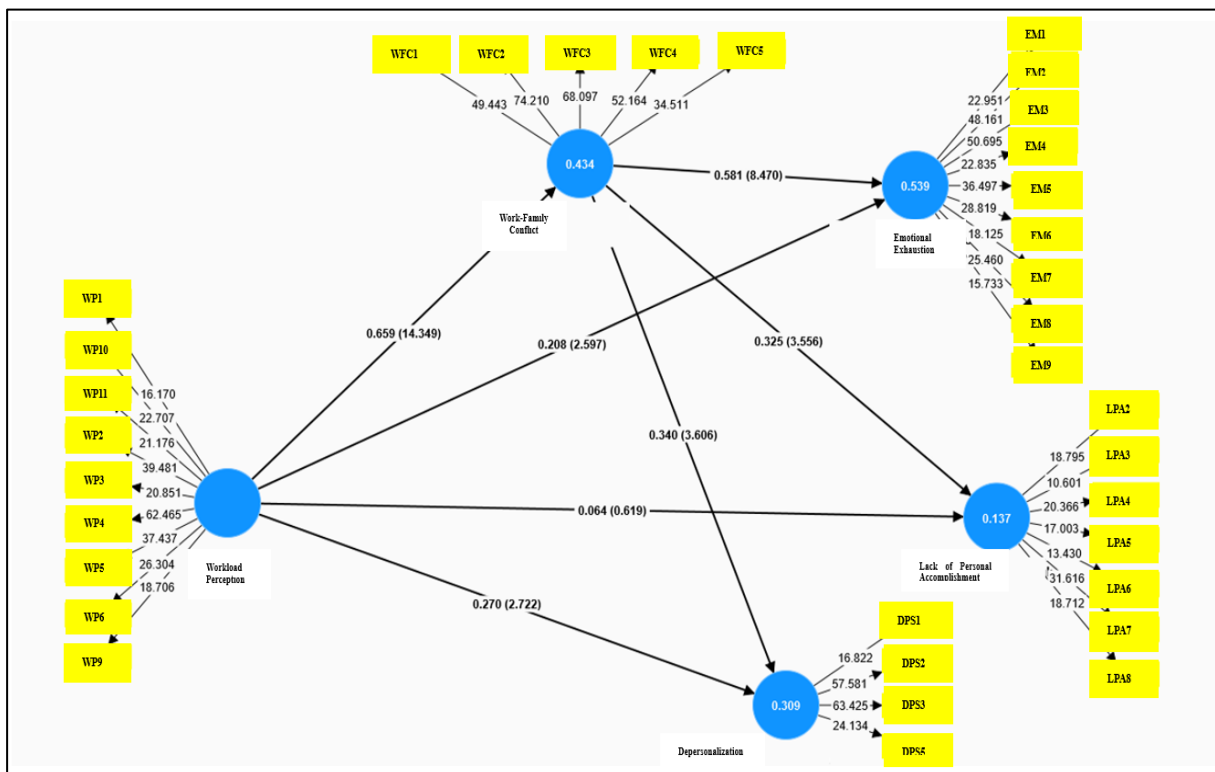 WFC1
WFC2
WFC3
WFC4
WFC5
49.443
74.210
68.097
52.164
34.511
0.434
Work-Family
Conflict
EM1
EM2
EM3
EM4
EM5
EM6
EM7
EM8
EM9
22.951
48.161
50.695
22.835
36.497
28.819
18.125
25.460
15.733
0.539
Emotional
Exhaustion
0.581 (8.470)
0.659 (14.349)
0.208 (2.597)
0.325 (3.556)
0.340 (3.606)
0.064 (0.619)
0.270 (2.722)
WP1
WP10
WP11
WP2
WP3
WP4
WP5
WP6
WP9
16.170
22.707
21.176
39.481
20.851
62.465
37.437
26.304
18.706
Workload
Perception
LPA2
LPA3
LPA4
LPA5
LPA6
LPA7
LPA8
18.795
10.601
20.366
17.003
13.430
31.616
18.712
0.137
Lack of Personal
Accomplishment
DPS1
DPS2
DPS3
DPS5
16.822
57.581
63.425
24.134
0.309
Depersonalization